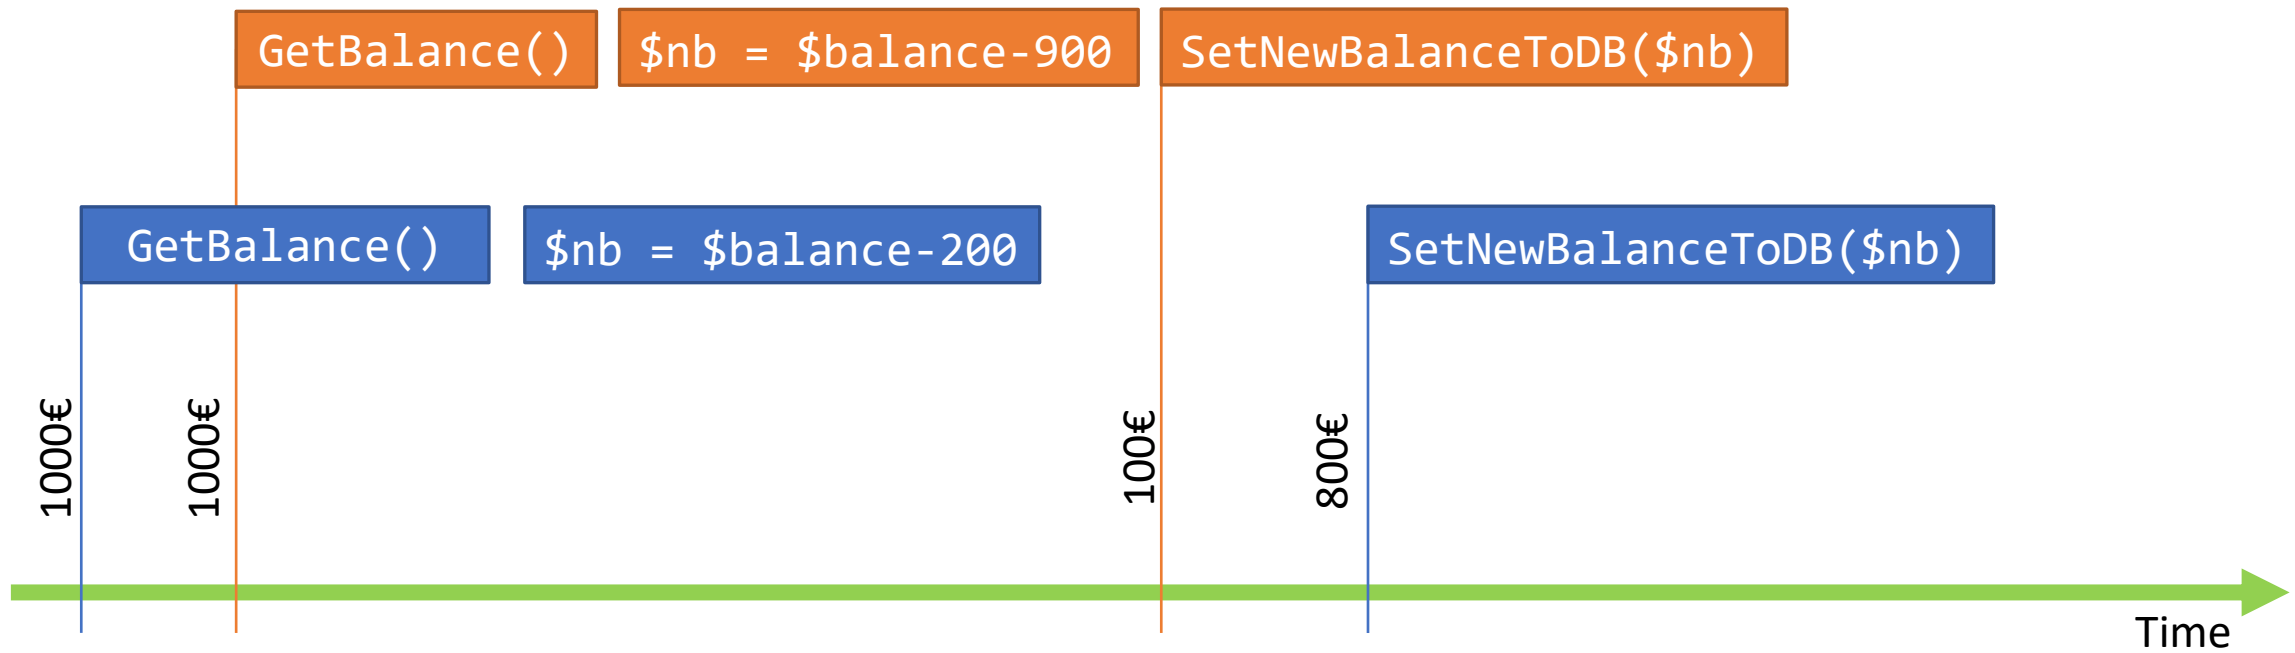 GetBalance()
$nb = $balance-900
SetNewBalanceToDB($nb)
GetBalance()
$nb = $balance-200
SetNewBalanceToDB($nb)
1000€
1000€
100€
800€
Time